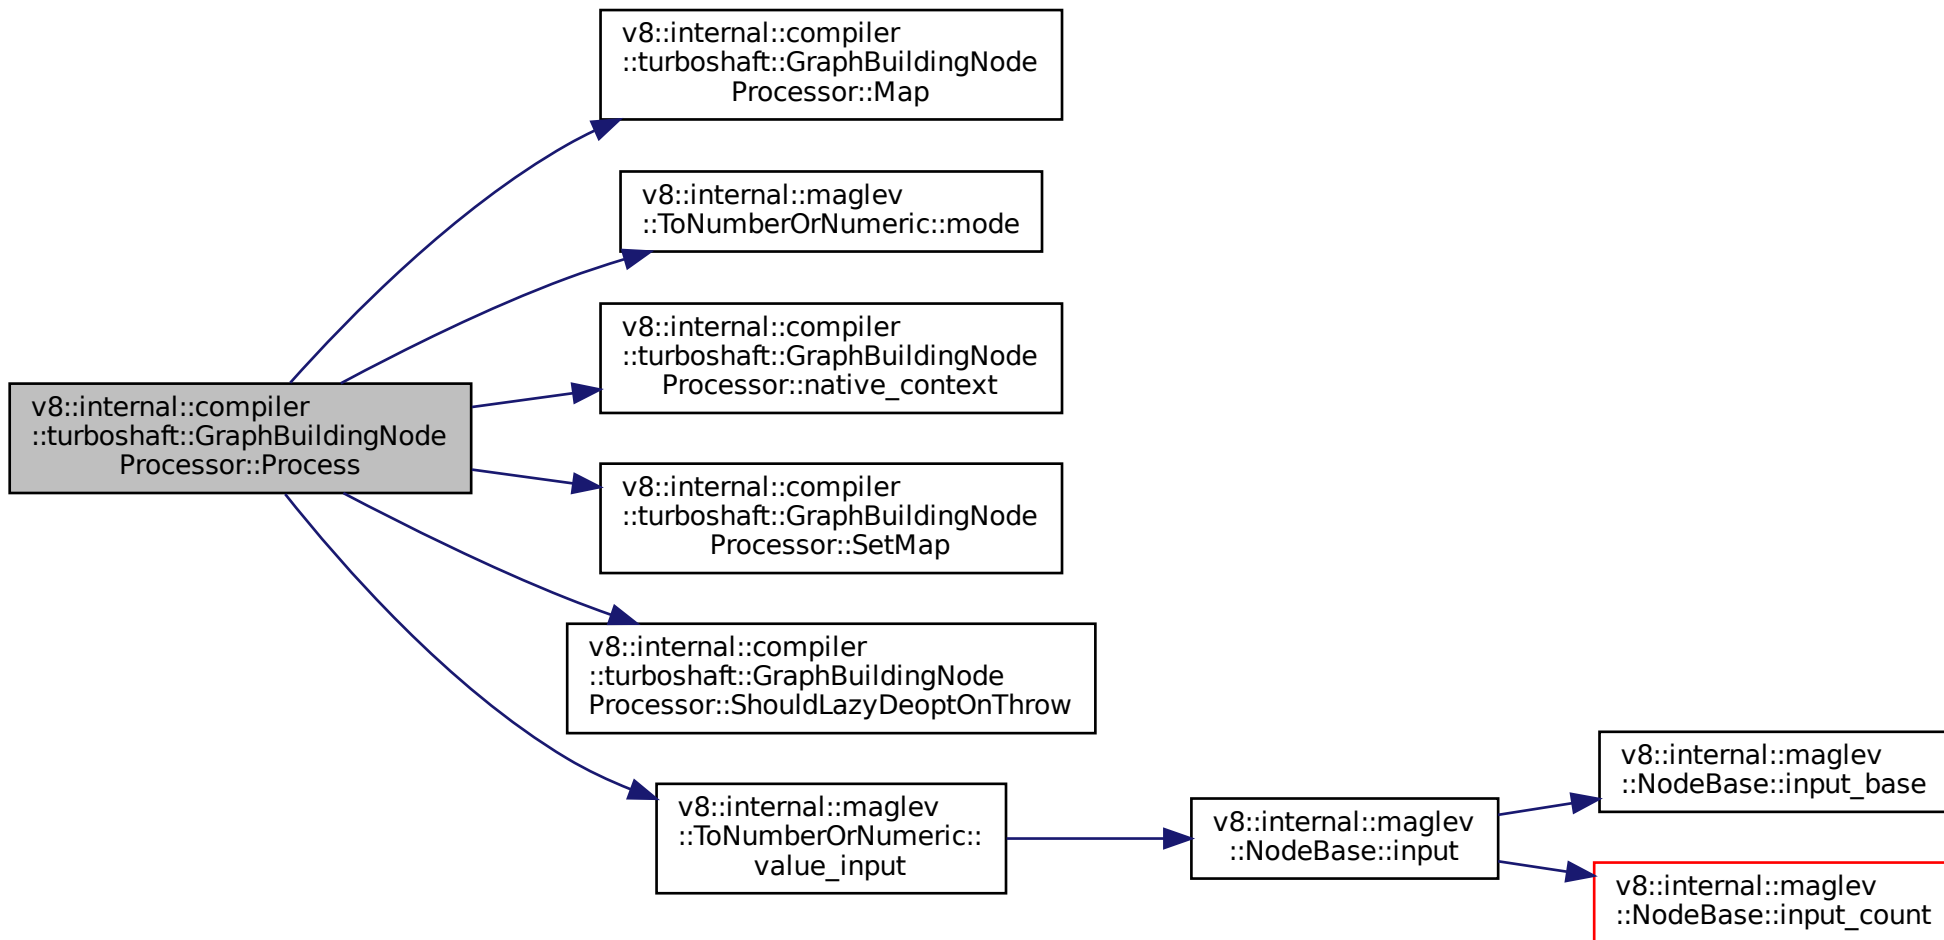 v8::internal::compiler
::turboshaft::GraphBuildingNode
Processor::Map
v8::internal::maglev
::ToNumberOrNumeric::mode
v8::internal::compiler
::turboshaft::GraphBuildingNode
Processor::native_context
v8::internal::compiler
::turboshaft::GraphBuildingNode
Processor::Process
v8::internal::compiler
::turboshaft::GraphBuildingNode
Processor::SetMap
v8::internal::compiler
::turboshaft::GraphBuildingNode
Processor::ShouldLazyDeoptOnThrow
v8::internal::maglev
::ToNumberOrNumeric::
value_input
v8::internal::maglev
::NodeBase::input
v8::internal::maglev
::NodeBase::input_base
v8::internal::maglev
::NodeBase::input_count